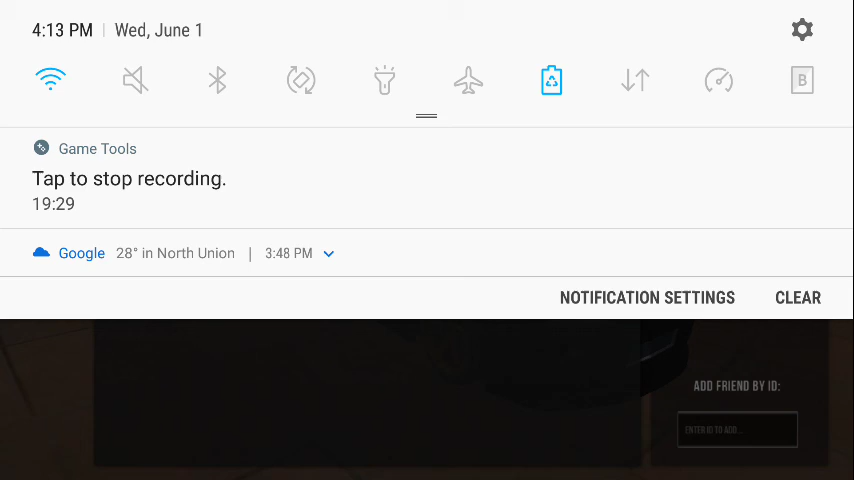 4:13 PM | Wed, June 1
B
Game Tools
Tap to stop recording.
19:29
Google 28° in North Union | 3:48 PM
NOTIFICATION SETTINGS CLEAR
ADD FRIEND BY ID:
ENTER ID TO ADD...